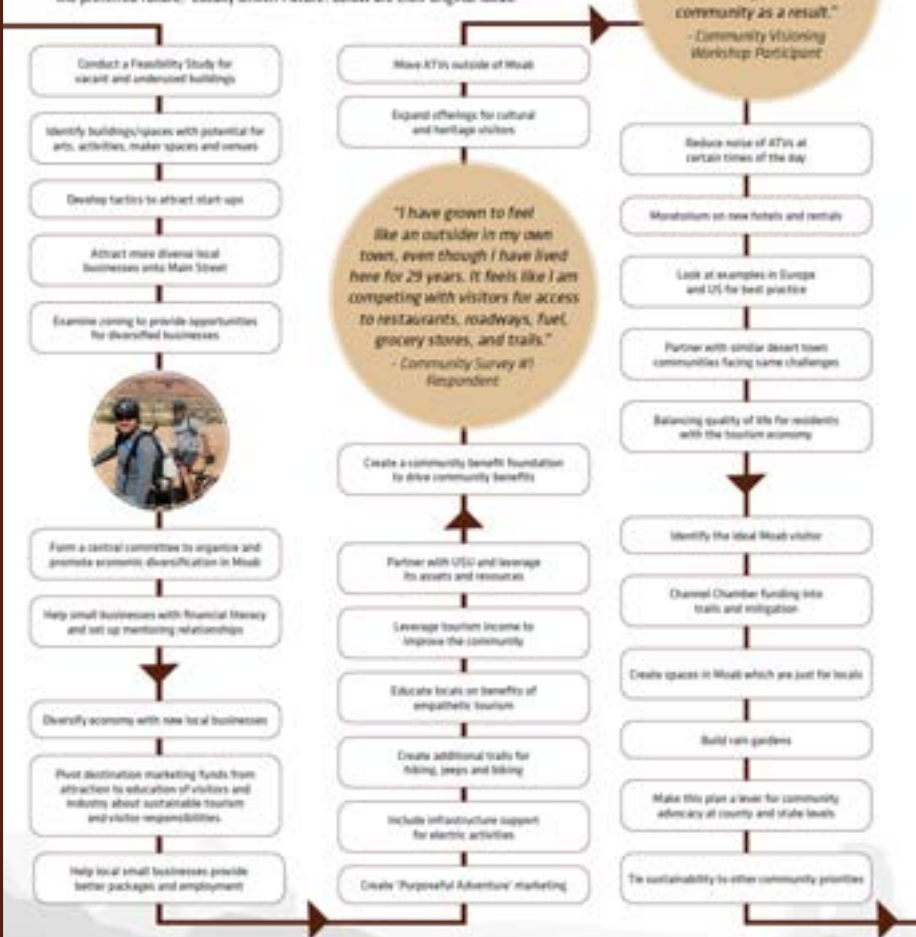 the preferred future, 'Locally Driven Future'. Below are their original ideas.
Conduct a Feasibility Study for
vacant and underused buildings
Identify buildings/spaces with potential for
arts, activities, maker spaces and venues
Develop tactics to attract start-ups
Attract more diverse local
businesses onto Main Street
Examine zoning to provide opportunities
for diversified businesses
Form a central committee to organize and
promote economic diversification in Moab
Help small businesses with financial literacy
and set up mentoring relationships
Diversify economy with new local businesses
Pivot destination marketing funds from
attraction to education of visitors and
industry about sustainable tourism
and visitor responsibilities.
Help local small businesses provide
better packages and employment
Move ATVs outside of Moab
Expand offerings for cultural
and heritage visitors
"I have grown to feel
like an outsider in my own
town, even though I have lived
here for 29 years. It feels like I am
competing with visitors for access
to restaurants, roadways, fuel,
grocery stores, and trails."
- Community Survey #1
Respondent
Create a community benefit foundation
to drive community benefits
Partner with USU and leverage
its assets and resources
Leverage tourism income to
improve the community
Educate locals on benefits of
empathetic tourism
Create additional trails for
hiking, jeeps and biking
Include infrastructure support
for electric activities
Create 'Purposeful Adventure' marketing
community as a result."
- Community Visioning
Workshop Participant
Reduce noise of ATVs at
certain times of the day
Moratorium on new hotels and rentals
Look at examples in Europe
and US for best practice
Partner with similar desert town
communities facing same challenges
Balancing quality of life for residents
with the tourism economy
Identify the ideal Moab visitor
Channel Chamber funding into
trails and mitigation
Create spaces in Moab which are just for locals
Build rain gardens
Make this plan a lever for community
advocacy at county and state levels
Tie sustainability to other community priorities